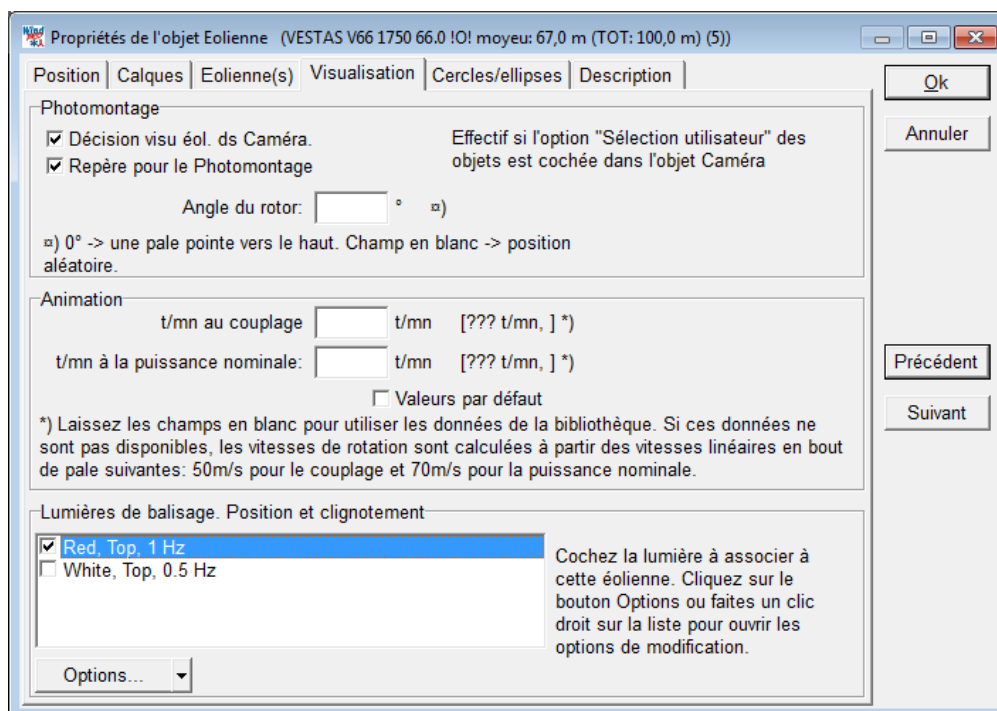 Propriétés de l'objet Eolienne (VESTAS V66 1750 66.0 !O! moyeu: 67,0 m (TOT: 100,0 m) (5))
Position Calques Eolienne(s) Visualisation Cercles/ellipses Description
Ok
Annuler
Précédent
Suivant
Photomontage
Décision visu éol. ds Caméra.
Repère pour le Photomontage
Effectif si l'option "Sélection utilisateur" des
objets est cochée dans l'objet Caméra
Angle du rotor: ° ¤)
¤) 0° -> une pale pointe vers le haut. Champ en blanc -> position
aléatoire.
Animation
t/mn au couplage t/mn [??? t/mn, ] *)
t/mn à la puissance nominale: t/mn [??? t/mn, ] *)
Valeurs par défaut
*) Laissez les champs en blanc pour utiliser les données de la bibliothèque. Si ces données ne
sont pas disponibles, les vitesses de rotation sont calculées à partir des vitesses linéaires en bout
de pale suivantes: 50m/s pour le couplage et 70m/s pour la puissance nominale.
Lumières de balisage. Position et clignotement
Red, Top, 1 Hz
White, Top, 0.5 Hz
Cochez la lumière à associer à
cette éolienne. Cliquez sur le
bouton Options ou faites un clic
droit sur la liste pour ouvrir les
options de modification.
Options...